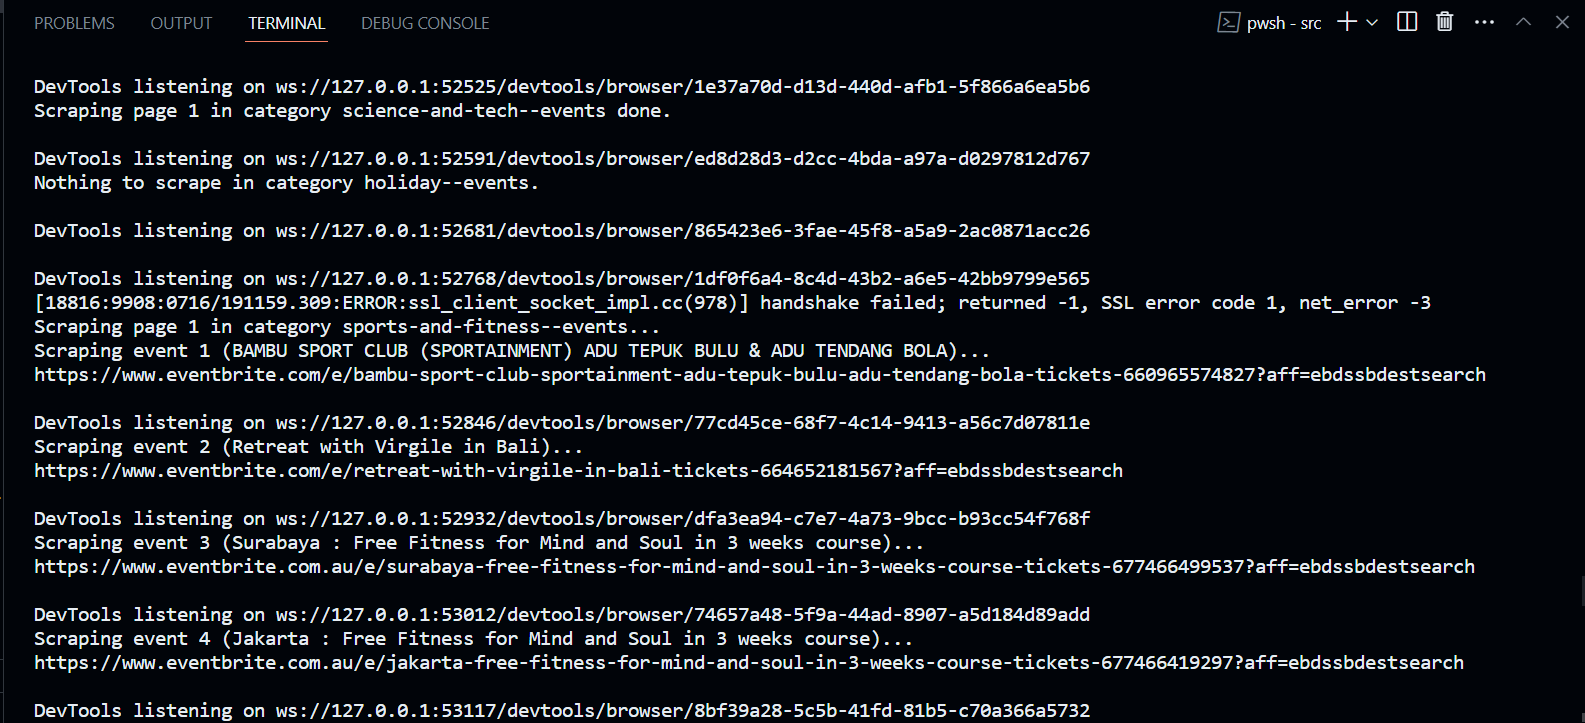 PROBLEMS OUTPUT TERMINAL DEBUG CONSOLE pwsh - src
DevTools listening on ws://127.0.0.1:52525/devtools/browser/1e37a70d-d13d-440d-afb1-5f866a6ea5b6
Scraping page 1 in category science-and-tech--events done.
DevTools listening on ws://127.0.0.1:52591/devtools/browser/ed8d28d3-d2cc-4bda-a97a-d0297812d767
Nothing to scrape in category holiday--events.
DevTools listening on ws://127.0.0.1:52681/devtools/browser/865423e6-3fae-45f8-a5a9-2ac0871acc26
DevTools listening on ws://127.0.0.1:52768/devtools/browser/1df0f6a4-8c4d-43b2-a6e5-42bb9799e565
[18816:9908:0716/191159.309:ERROR:ssl_client_socket_impl.cc(978)] handshake failed; returned -1, SSL error code 1, net_error -3
Scraping page 1 in category sports-and-fitness--events...
Scraping event 1 (BAMBU SPORT CLUB (SPORTAINMENT) ADU TEPUK BULU & ADU TENDANG BOLA)...
https://www.eventbrite.com/e/bambu-sport-club-sportainment-adu-tepuk-bulu-adu-tendang-bola-tickets-660965574827?aff=ebdssbdestsearch
DevTools listening on ws://127.0.0.1:52846/devtools/browser/77cd45ce-68f7-4c14-9413-a56c7d07811e
Scraping event 2 (Retreat with Virgile in Bali)...
https://www.eventbrite.com/e/retreat-with-virgile-in-bali-tickets-664652181567?aff=ebdssbdestsearch
DevTools listening on ws://127.0.0.1:52932/devtools/browser/dfa3ea94-c7e7-4a73-9bcc-b93cc54f768f
Scraping event 3 (Surabaya : Free Fitness for Mind and Soul in 3 weeks course)...
https://www.eventbrite.com.au/e/surabaya-free-fitness-for-mind-and-soul-in-3-weeks-course-tickets-677466499537?aff=ebdssbdestsearch
DevTools listening on ws://127.0.0.1:53012/devtools/browser/74657a48-5f9a-44ad-8907-a5d184d89add
Scraping event 4 (Jakarta : Free Fitness for Mind and Soul in 3 weeks course)...
https://www.eventbrite.com.au/e/jakarta-free-fitness-for-mind-and-soul-in-3-weeks-course-tickets-677466419297?aff=ebdssbdestsearch
DevTools listening on ws://127.0.0.1:53117/devtools/browser/8bf39a28-5c5b-41fd-81b5-c70a366a5732